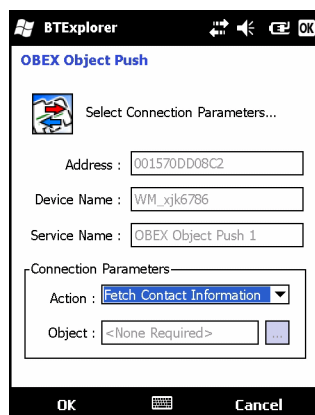 BTExplorer OK
OBEX Object Push
Select Connection Parameters...
Address : 001570DD08C2
Device Name : WM_xjk6786
Service Name : OBEX Object Push 1
Connection Parameters
Action : Fetch Contact Information
Object : <None Required> ...
OK Cancel